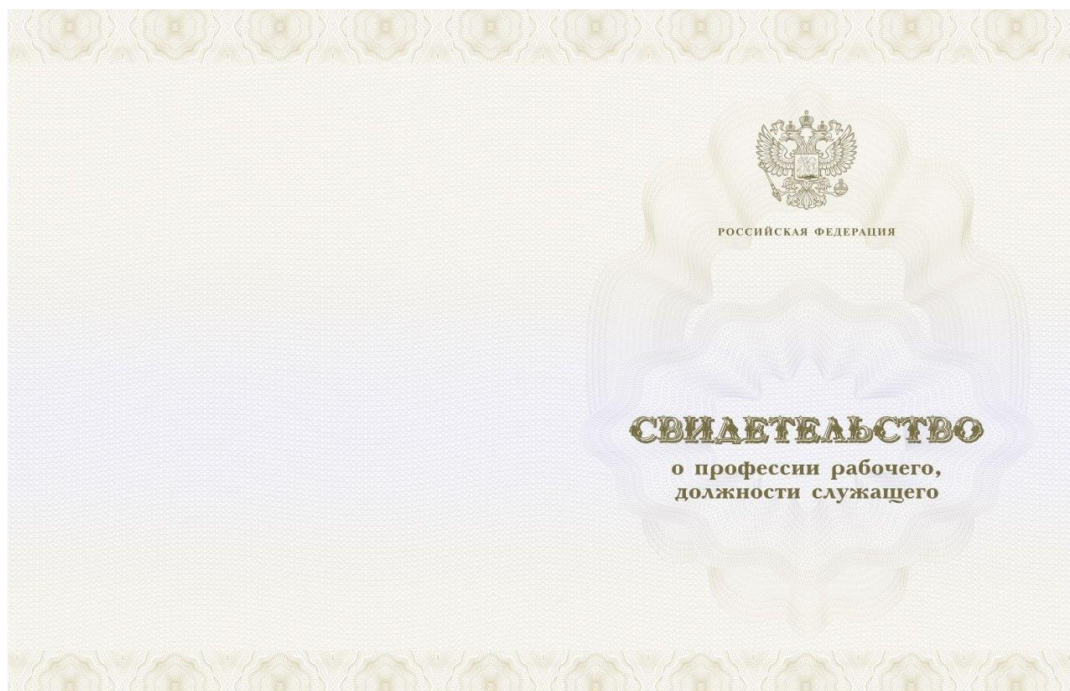 РОССИЙСКАЯ ФЕДЕРАЦИЯ
СВИДЕТЕЛЬСТВО
о профессии рабочего,
должности служащего